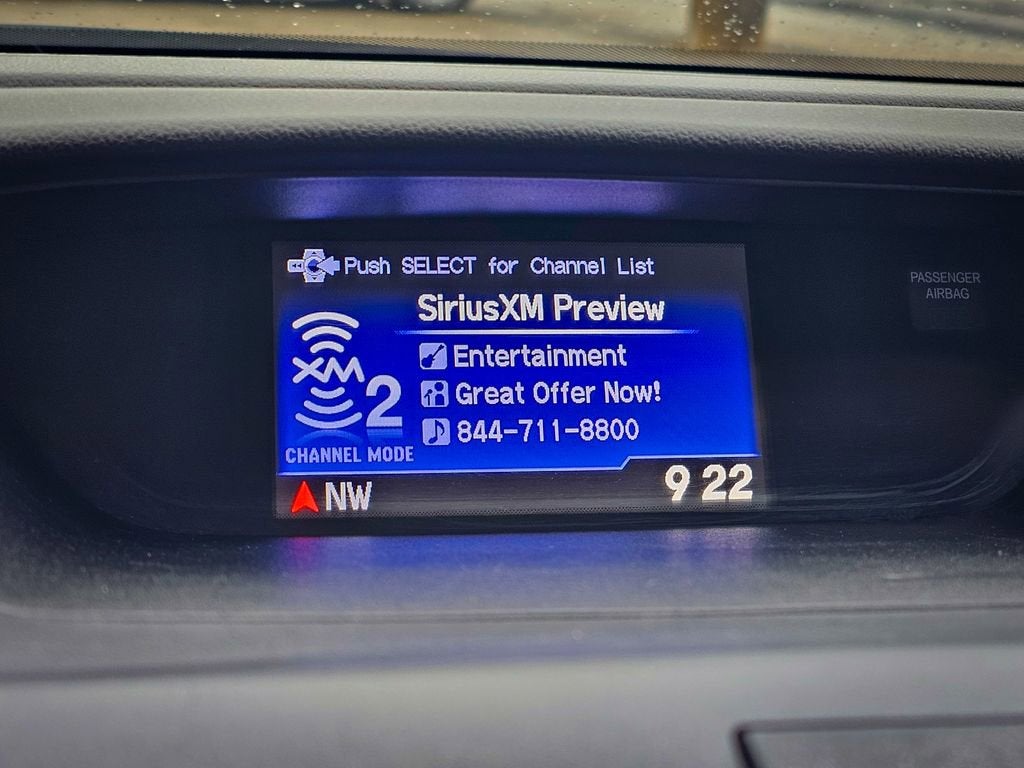 Push SELECT for Channel List
SiriusXM Preview
XM 2
Entertainment
Great Offer Now!
844-711-8800
CHANNEL MODE
NW
9 22
PASSENGER
AIRBAG